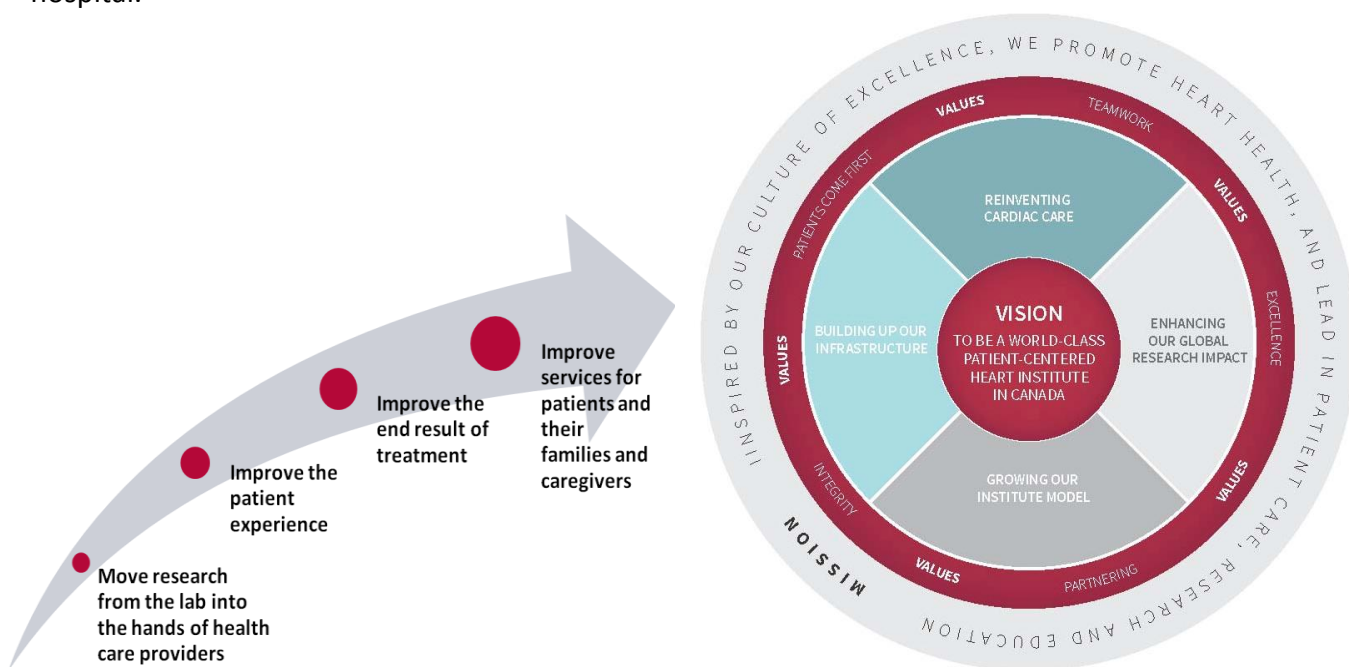 hospital.
Move research
from the lab into
the hands of health
care providers
Improve the
patient
experience
Improve the
end result of
treatment
Improve
services for
patients and
their
families and
caregivers
IINSPIRED BY OUR CULTURE OF EXCELLENCE, WE PROMOTE HEART HEALTH, AND LEAD IN PATIENT CARE, RESEARCH AND EDUCATION
MISSION
VALUES
TEAMWORK
VALUES
EXCELLENCE
VALUES
PARTNERING
VALUES
INTEGRITY
VALUES
PATIENTS COME FIRST
REINVENTING
CARDIAC CARE
ENHANCING
OUR GLOBAL
RESEARCH IMPACT
GROWING OUR
INSTITUTE MODEL
BUILDING UP OUR
INFRASTRUCTURE
VISION
TO BE A WORLD-CLASS
PATIENT-CENTERED
HEART INSTITUTE
IN CANADA